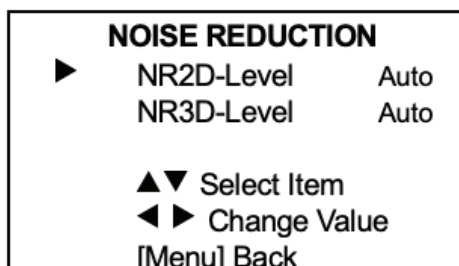 NOISE REDUCTION
▶ NR2D-Level Auto
NR3D-Level Auto
▲▼ Select Item
◀ ▶ Change Value
[Menu] Back